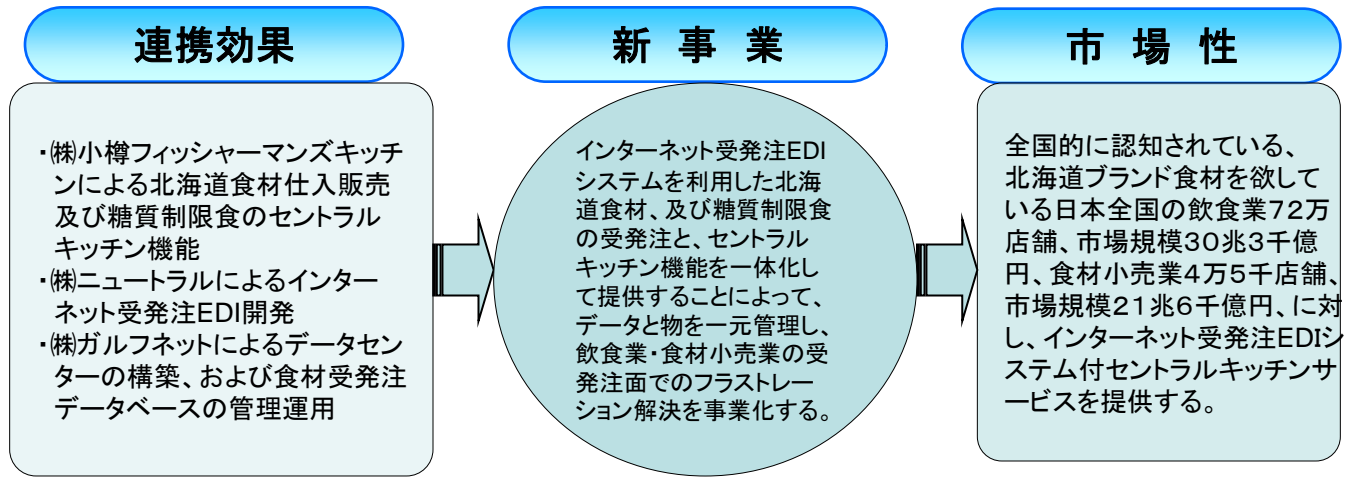 連携効果
・㈱小樽フィッシャーマンズキッチ
ンによる北海道食材仕入販売
及び糖質制限食のセントラル
キッチン機能
・㈱ニュートラルによるインター
ネット受発注EDI開発
・㈱ガルフネットによるデータセン
ターの構築、および食材受発注
データベースの管理運用
新 事 業
インターネット受発注EDI
システムを利用した北海
道食材、及び糖質制限食
の受発注と、セントラル
キッチン機能を一体化し
て提供することによって、
データと物を一元管理し、
飲食業・食材小売業の受
発注面でのフラストレー
ション解決を事業化する。
市 場 性
全国的に認知されている、
北海道ブランド食材を欲して
いる日本全国の飲食業72万
店舗、市場規模30兆3千億
円、食材小売業4万5千店舗、
市場規模21兆6千億円、に対
し、インターネット受発注EDIシ
ステム付セントラルキッチンサ
ービスを提供する。